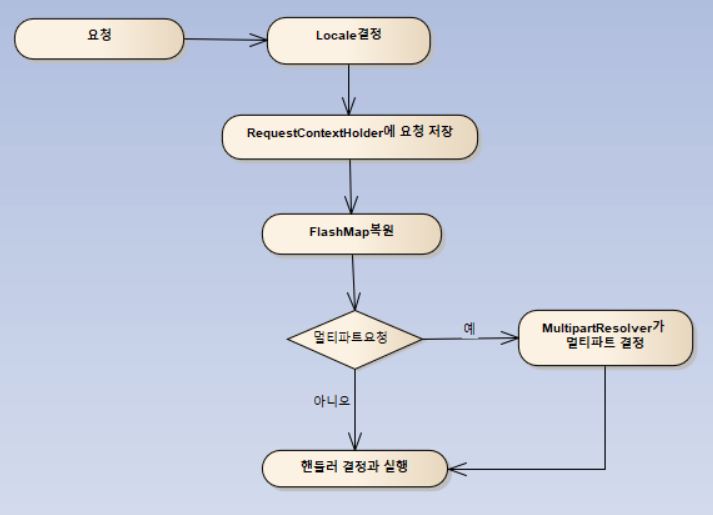 요청
Locale결정
RequestContextHolder에 요청 저장
FlashMap복원
멀티파트요청
예
MultipartResolver가
멀티파트 결정
아니오
핸들러 결정과 실행